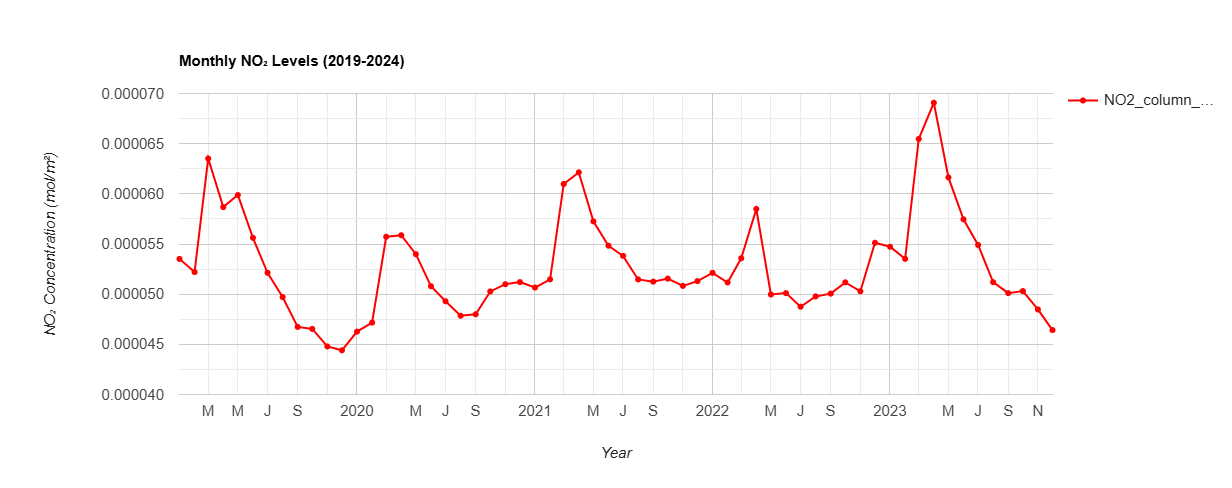 Monthly NO₂ Levels (2019-2024)
NO2_column_...
NO₂ Concentration (mol/m²)
0.000070
0.000065
0.000060
0.000055
0.000050
0.000045
0.000040
M M J S 2020 M J S 2021 M J S 2022 M J S 2023 M J S N
Year